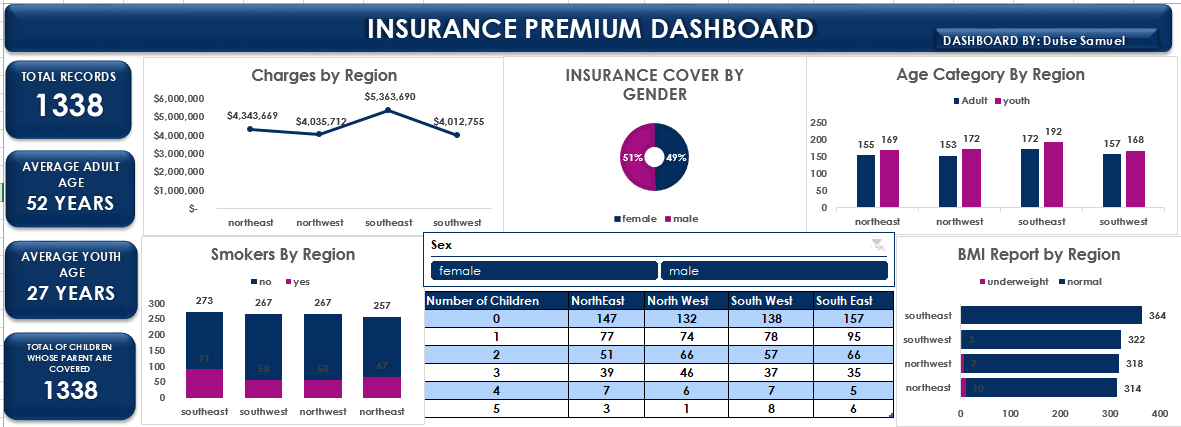 INSURANCE PREMIUM DASHBOARD
DASHBOARD BY: Dutse Samuel
TOTAL RECORDS
1338
AVERAGE ADULT
AGE
52 YEARS
AVERAGE YOUTH
AGE
27 YEARS
TOTAL OF CHILDREN
WHOSE PARENT ARE
COVERED
1338
Charges by Region
$6,000,000
$5,000,000
$4,000,000
$3,000,000
$2,000,000
$1,000,000
$-
$4,343,669
$4,035,712
$5,363,690
$4,012,755
northeast northwest southeast southwest
INSURANCE COVER BY
GENDER
51% 49%
female male
Age Category By Region
Adult youth
250
200
150
100
50
0
155 169 153 172 172 192 157 168
northeast northwest southeast southwest
Smokers By Region
no yes
300
250
200
150
100
50
0
273 267 267 257
91 58 58 67
southeast southwest northwest northeast
Sex
female male
Number of Children NorthEast North West South West South East
0 147 132 138 157
1 77 74 78 95
2 51 66 57 66
3 39 46 37 35
4 7 6 7 5
5 3 1 8 6
BMI Report by Region
underweight normal
southeast 364
southwest 3 322
northwest 7 318
northeast 10 314
0 100 200 300 400